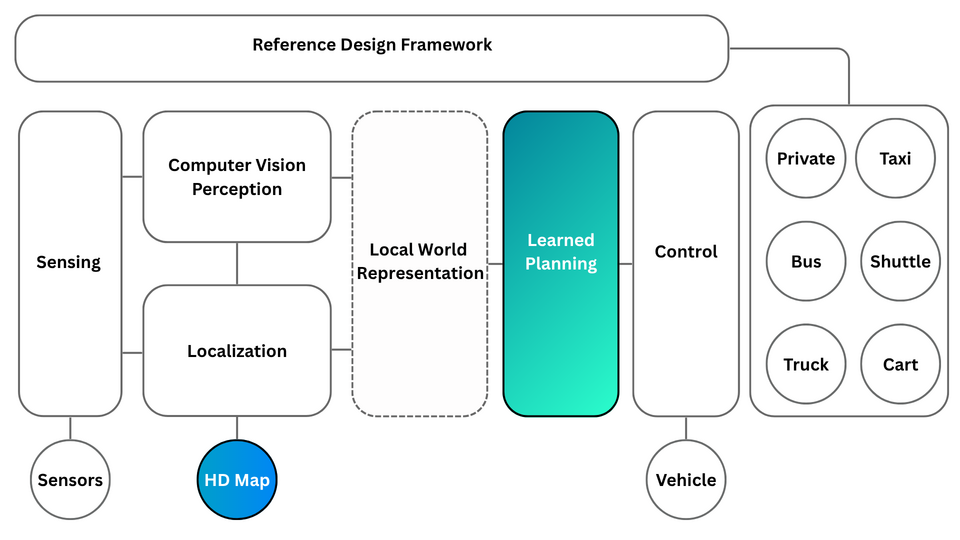 Reference Design Framework
Sensing
Computer Vision
Perception
Localization
Local World
Representation
Learned
Planning
Control
Private
Taxi
Bus
Shuttle
Truck
Cart
Sensors
HD Map
Vehicle